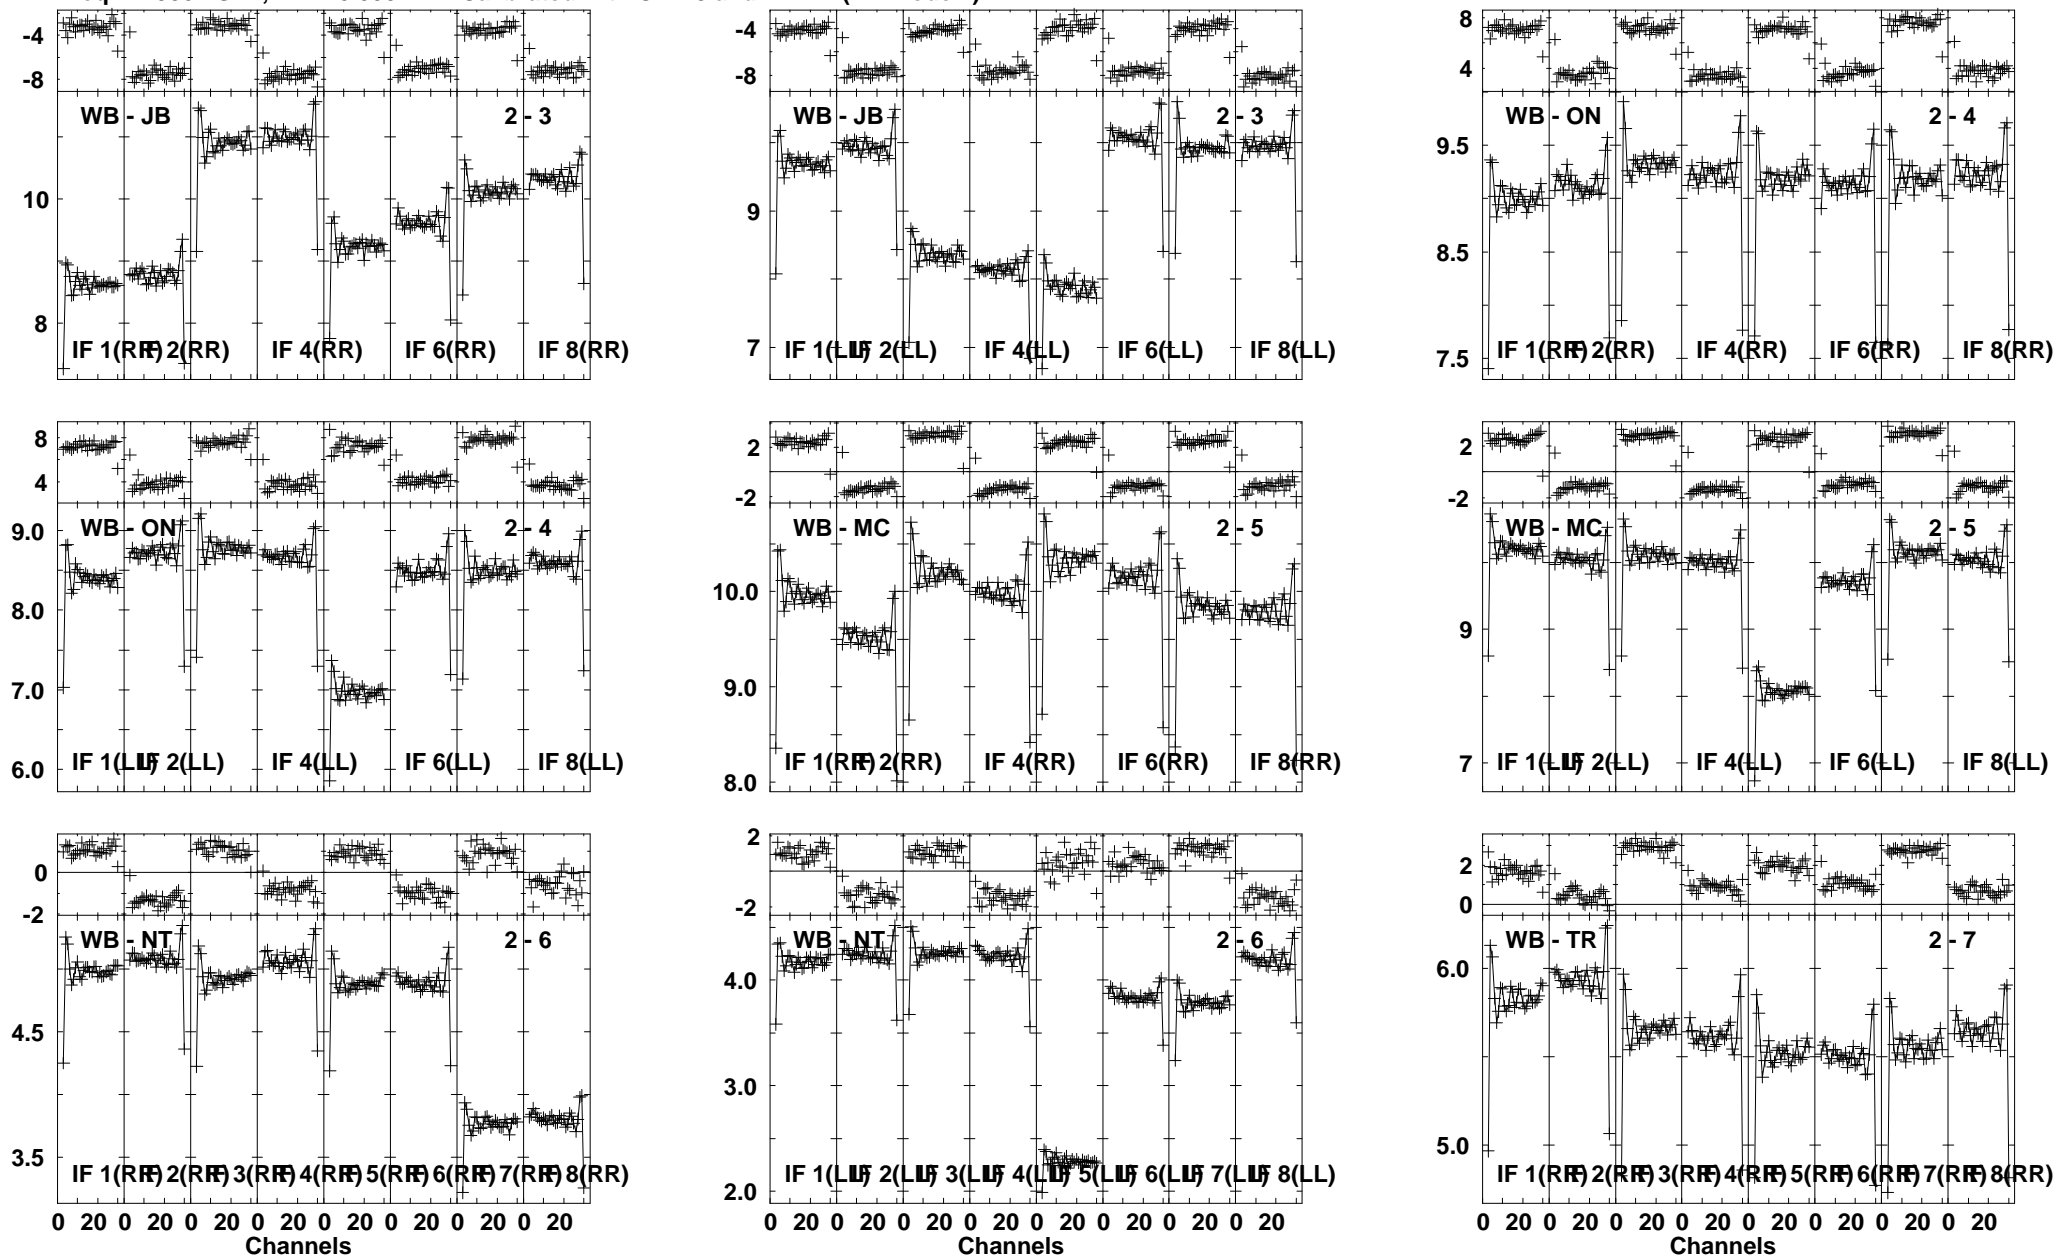 -4
-8
WB - JB 2 - 3
10
8
IF 1(RR) IF 2(RR) IF 4(RR) IF 6(RR) IF 8(RR)
-4
-8
WB - JB 2 - 3
9
7
IF 1(LL) IF 2(LL) IF 4(LL) IF 6(LL) IF 8(LL)
8
4
WB - ON 2 - 4
9.5
8.5
7.5
IF 1(RR) IF 2(RR) IF 4(RR) IF 6(RR) IF 8(RR)
8
4
WB - ON 2 - 4
9.0
8.0
7.0
6.0
IF 1(LL) IF 2(LL) IF 4(LL) IF 6(LL) IF 8(LL)
2
-2
WB - MC 2 - 5
10.0
9.0
8.0
IF 1(RR) IF 2(RR) IF 4(RR) IF 6(RR) IF 8(RR)
2
-2
WB - MC 2 - 5
9
7
IF 1(LL) IF 2(LL) IF 4(LL) IF 6(LL) IF 8(LL)
0
-2
WB - NT 2 - 6
4.5
3.5
IF 1(RR) IF 2(RR) IF 3(RR) IF 4(RR) IF 5(RR) IF 6(RR) IF 7(RR) IF 8(RR)
0 20 0 20 0 20 0 20 0 20 0 20 0 20 0 20
Channels
2
0
-2
WB - NT 2 - 6
4.0
3.0
2.0
IF 1(LL) IF 2(LL) IF 3(LL) IF 4(LL) IF 5(LL) IF 6(LL) IF 7(LL) IF 8(LL)
0 20 0 20 0 20 0 20 0 20 0 20 0 20 0 20
Channels
2
0
WB - TR 2 - 7
6.0
5.0
IF 1(RR) IF 2(RR) IF 3(RR) IF 4(RR) IF 5(RR) IF 6(RR) IF 7(RR) IF 8(RR)
0 20 0 20 0 20 0 20 0 20 0 20 0 20 0 20
Channels